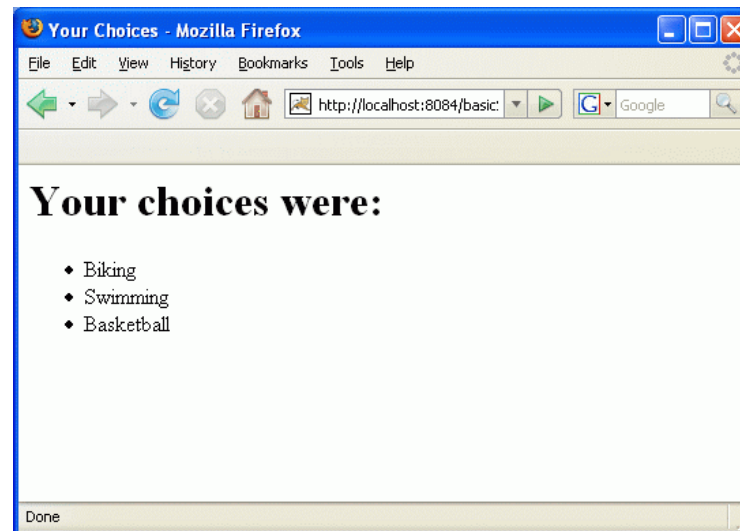 Your Choices - Mozilla Firefox
File Edit View History Bookmarks Tools Help
http://localhost:8084/basic: G Google
Your choices were:
• Biking
• Swimming
• Basketball
Done